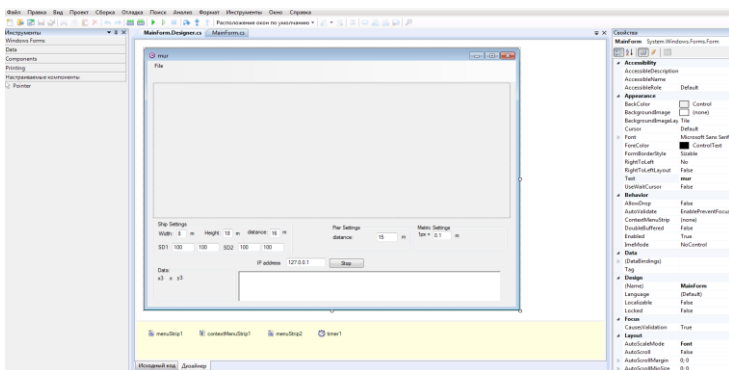 Файл Правка Вид Проект Сборка Отладка Поиск Анализ Формат Инструменты Окно Справка
Расположение окон по умолчанию
Инструменты
Windows Forms
Data
Components
Printing
Настраиваемые компоненты
Pointer
MainForm.Designer.cs MainForm.cs
mur
File
Ship Settings
Width: m Height: m distance: m
SD1 100 100 SD2 100 100
Pier Settings
distance: 15 m
Metric Settings
1px = 0.1 m
IP address: 127.0.0.1 Stop
Data:
menuStrip1 contextMenuStrip1 menuStrip2 timer1
Исходный код Дизайнер
Свойства
MainForm System.Windows.Forms.Form
Accessibility
AccessibleDescription
AccessibleName
AccessibleRole Default
Appearance
BackColor Control
BackgroundImage (none)
BackgroundImageLay Tile
Cursor Default
Font Microsoft Sans Serif
ForeColor ControlText
FormBorderStyle Sizable
RightToLeft No
RightToLeftLayout False
Text mur
UseWaitCursor False
Behavior
AllowDrop False
AutoValidate EnablePreventFocus
ContextMenuStrip (none)
DoubleBuffered False
Enabled True
ImeMode NoControl
Data
(DataBindings)
Tag
Design
(Name) MainForm
Language (Default)
Localizable False
Locked False
Focus
CausesValidation True
Layout
AutoScaleMode Font
AutoScroll False
AutoScrollMargin 0; 0
AutoScrollMinSize 0; 0